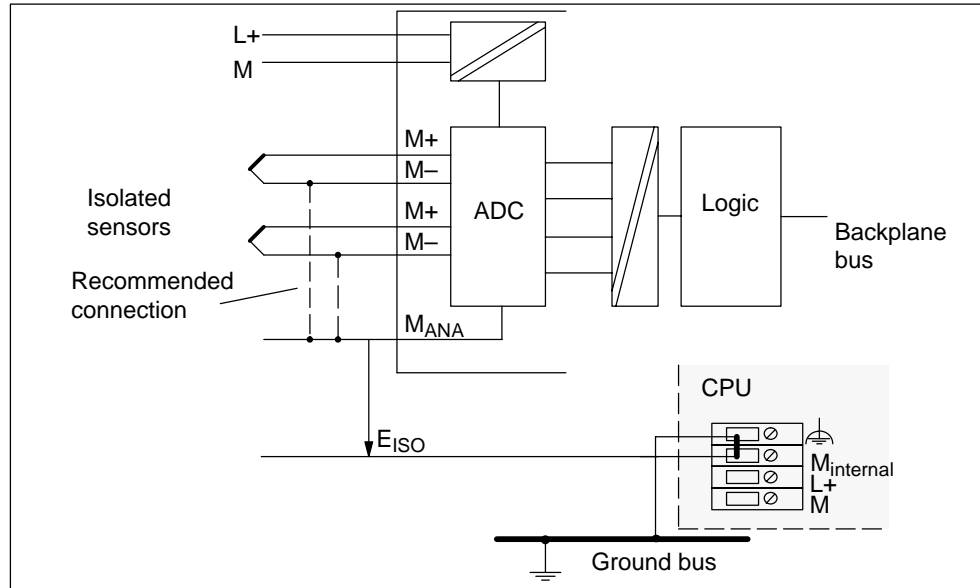 L+
M
M+
M–
M+
M–
ADC
Logic
Isolated
sensors
Backplane
bus
Recommended
connection
MANA
CPU
EISO
Minternal
L+
M
Ground bus